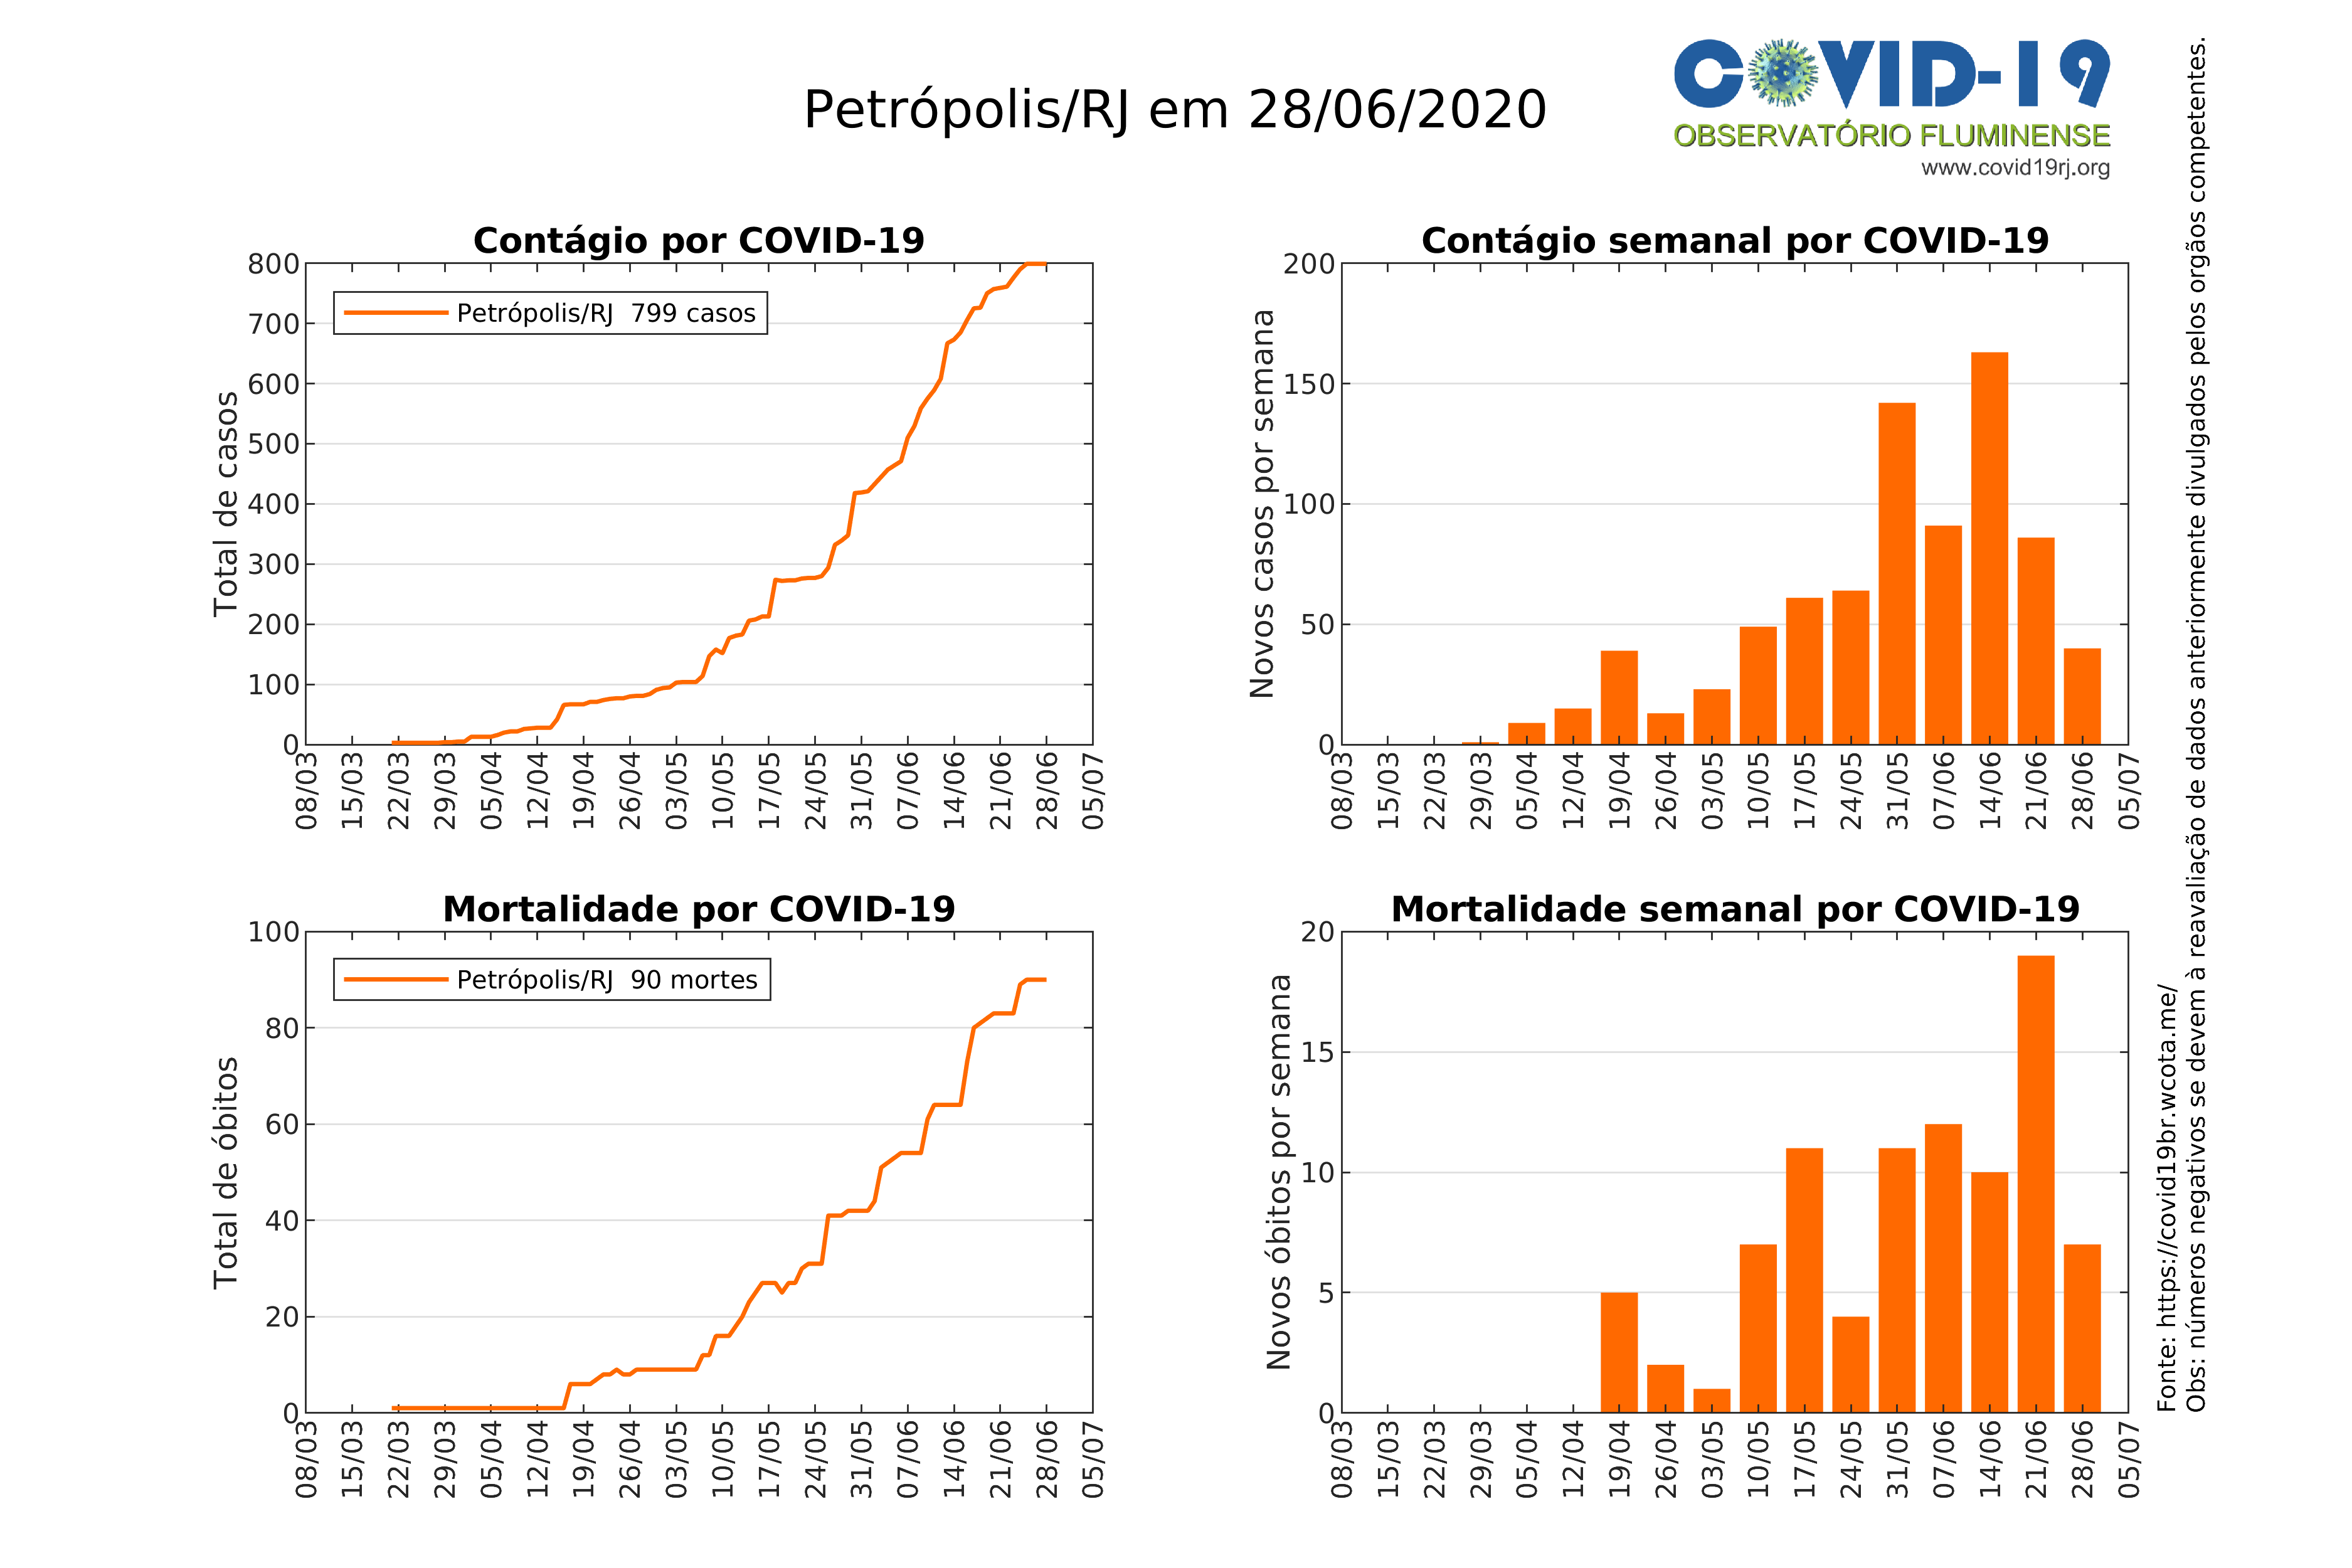 Petrópolis/RJ em 28/06/2020
COVID-19
OBSERVATÓRIO FLUMINENSE
www.covid19rj.org
Contágio por COVID-19
Total de casos
800
700
600
500
400
300
200
100
0
Petrópolis/RJ 799 casos
08/03 15/03 22/03 29/03 05/04 12/04 19/04 26/04 03/05 10/05 17/05 24/05 31/05 07/06 14/06 21/06 28/06 05/07
Contágio semanal por COVID-19
Novos casos por semana
200
150
100
50
0
08/03 15/03 22/03 29/03 05/04 12/04 19/04 26/04 03/05 10/05 17/05 24/05 31/05 07/06 14/06 21/06 28/06 05/07
Mortalidade por COVID-19
Total de óbitos
100
80
60
40
20
0
Petrópolis/RJ 90 mortes
08/03 15/03 22/03 29/03 05/04 12/04 19/04 26/04 03/05 10/05 17/05 24/05 31/05 07/06 14/06 21/06 28/06 05/07
Mortalidade semanal por COVID-19
Novos óbitos por semana
20
15
10
5
0
08/03 15/03 22/03 29/03 05/04 12/04 19/04 26/04 03/05 10/05 17/05 24/05 31/05 07/06 14/06 21/06 28/06 05/07
Fonte: https://covid19br.wcota.me/
Obs: números negativos se devem à reavaliação de dados anteriormente divulgados pelos orgãos competentes.